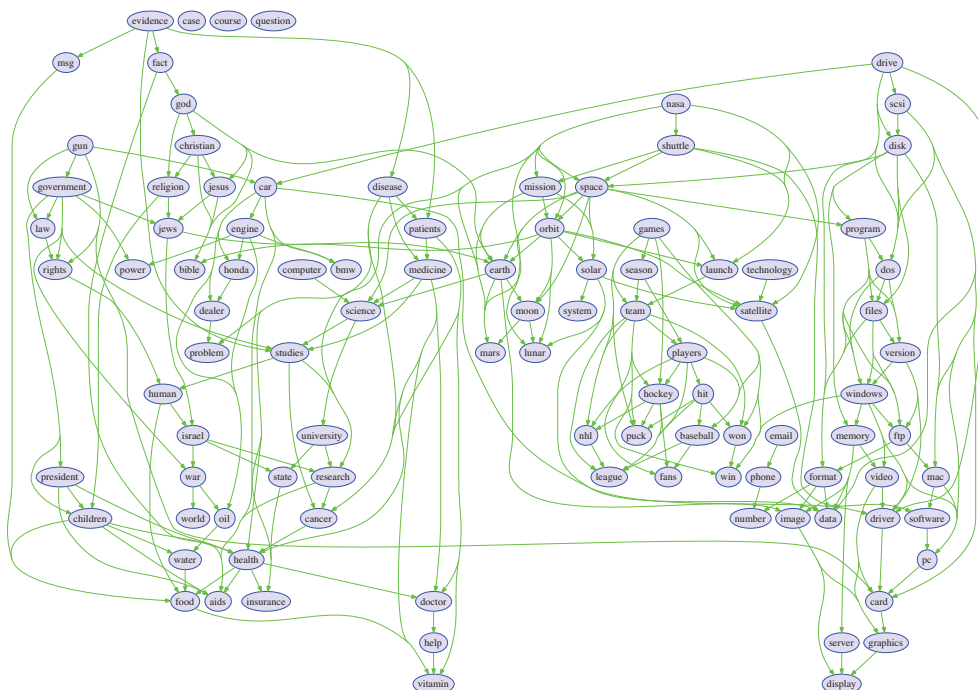 evidence case course question
msg fact drive
god nasa scsi
gun christian shuttle disk
government religion jesus car disease mission space
law jews engine patients orbit games program
rights power bible honda computer bmw medicine earth solar season launch technology dos
dealer science moon system team satellite files
problem studies mars lunar players version
human hockey hit windows
israel university nhl puck baseball won email memory ftp
president war state research league fans win phone format video mac
children world oil cancer number image data driver software
water health pc
food aids insurance doctor card
help server graphics
vitamin display